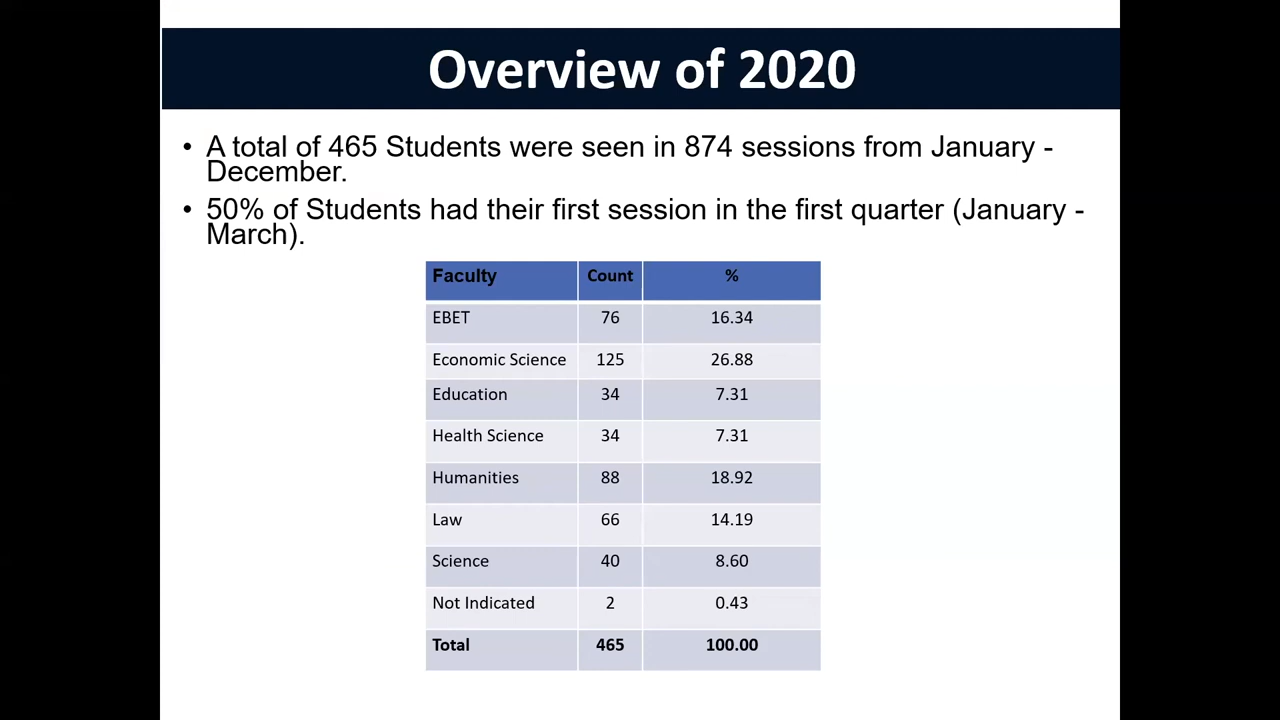 Overview of 2020
• A total of 465 Students were seen in 874 sessions from January -
December.
• 50% of Students had their first session in the first quarter (January -
March).
Faculty Count %
EBET 76 16.34
Economic Science 125 26.88
Education 34 7.31
Health Science 34 7.31
Humanities 88 18.92
Law 66 14.19
Science 40 8.60
Not Indicated 2 0.43
Total 465 100.00